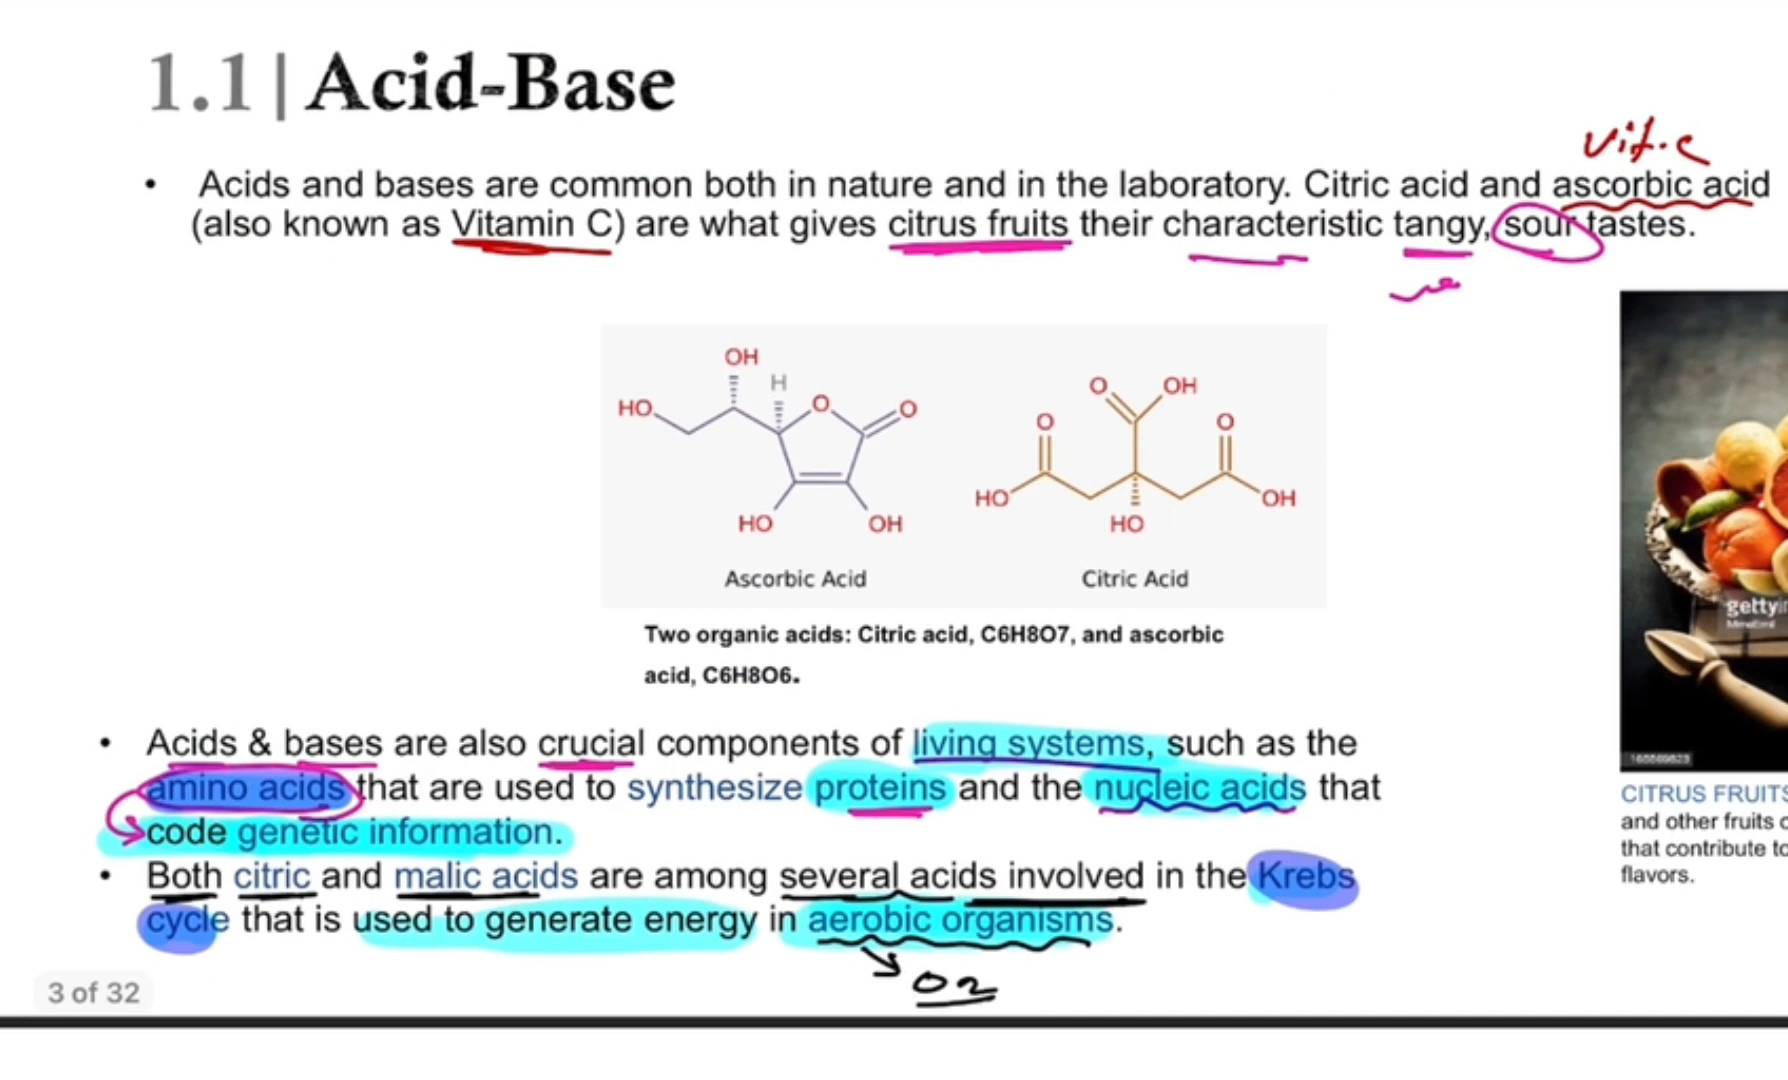 1.1 | Acid-Base
vit.c
• Acids and bases are common both in nature and in the laboratory. Citric acid and ascorbic acid
(also known as Vitamin C) are what gives citrus fruits their characteristic tangy, sour tastes.
OH
H
HO
O
O
HO
OH
Ascorbic Acid
O
OH
O
O
HO
OH
HO
Citric Acid
Two organic acids: Citric acid, C6H8O7, and ascorbic
acid, C6H8O6.
gettyi
CITRUS FRUITS
and other fruits
that contribute to
flavors.
• Acids & bases are also crucial components of living systems, such as the
amino acids that are used to synthesize proteins and the nucleic acids that
code genetic information.
• Both citric and malic acids are among several acids involved in the Krebs
cycle that is used to generate energy in aerobic organisms.
O2
3 of 32